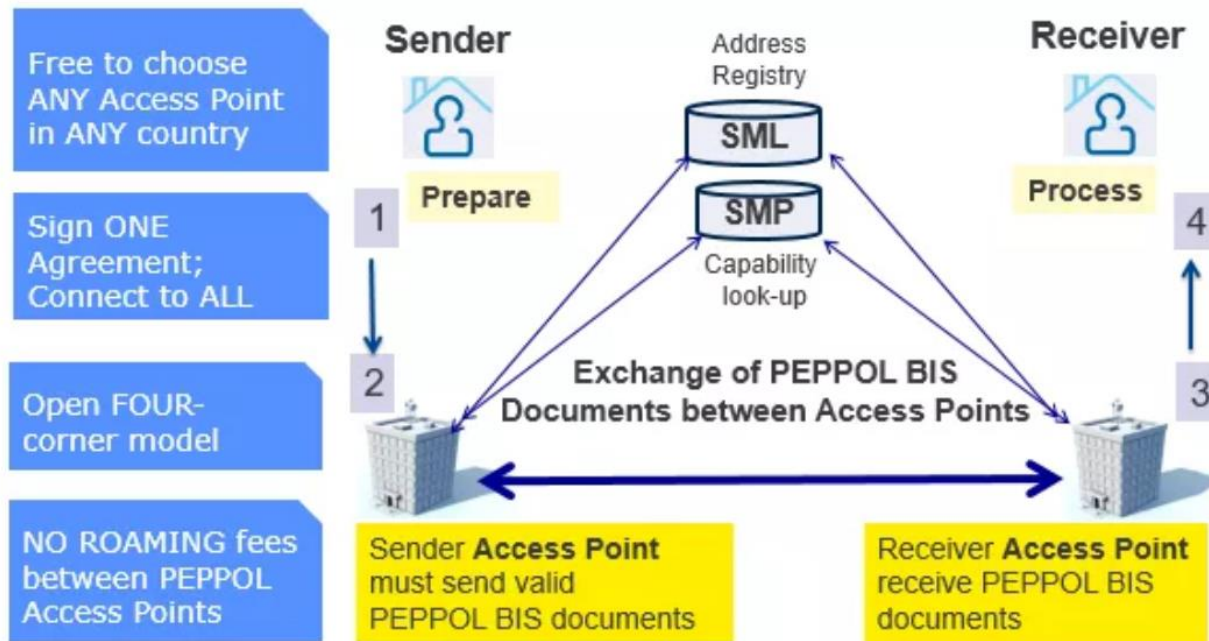 Free to choose
ANY Access Point
in ANY country
Sign ONE
Agreement;
Connect to ALL
Open FOUR-
corner model
NO ROAMING fees
between PEPPOL
Access Points
Sender
Prepare
1
2
Address
Registry
SML
SMP
Capability
look-up
Receiver
Process
4
3
Exchange of PEPPOL BIS
Documents between Access Points
Sender Access Point
must send valid
PEPPOL BIS documents
Receiver Access Point
receive PEPPOL BIS
documents